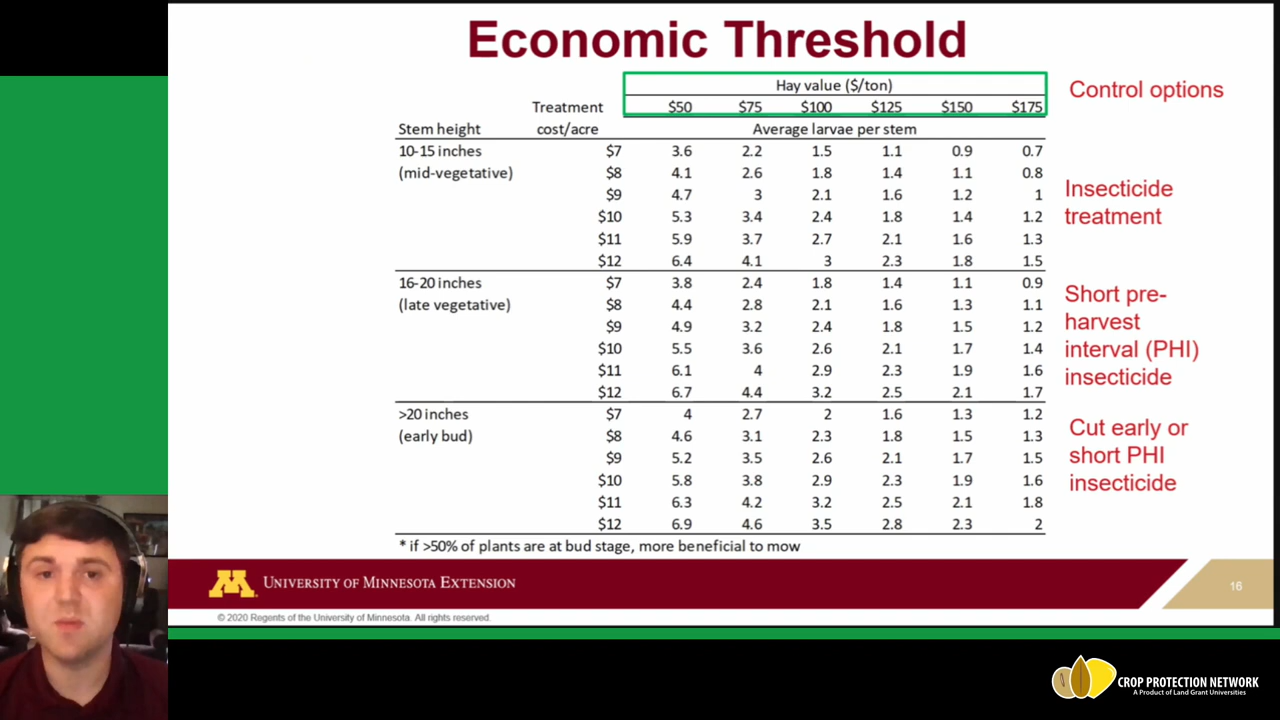 Economic Threshold
Hay value ($/ton)
Treatment $50 $75 $100 $125 $150 $175
Stem height cost/acre Average larvae per stem
10-15 inches $7 3.6 2.2 1.5 1.1 0.9 0.7
(mid-vegetative) $8 4.1 2.6 1.8 1.4 1.1 0.8
$9 4.7 3 2.1 1.6 1.2 1
$10 5.3 3.4 2.4 1.8 1.4 1.2
$11 5.9 3.7 2.7 2.1 1.6 1.3
$12 6.4 4.1 3 2.3 1.8 1.5
16-20 inches $7 3.8 2.4 1.8 1.4 1.1 0.9
(late vegetative) $8 4.4 2.8 2.1 1.6 1.3 1.1
$9 4.9 3.2 2.4 1.8 1.5 1.2
$10 5.5 3.6 2.6 2.1 1.7 1.4
$11 6.1 4 2.9 2.3 1.9 1.6
$12 6.7 4.4 3.2 2.5 2.1 1.7
>20 inches $7 4 2.7 2 1.6 1.3 1.2
(early bud) $8 4.6 3.1 2.3 1.8 1.5 1.3
$9 5.2 3.5 2.6 2.1 1.7 1.5
$10 5.8 3.8 2.9 2.3 1.9 1.6
$11 6.3 4.2 3.2 2.5 2.1 1.8
$12 6.9 4.6 3.5 2.8 2.3 2
* if >50% of plants are at bud stage, more beneficial to mow
Control options
Insecticide
treatment
Short pre-
harvest
interval (PHI)
insecticide
Cut early or
short PHI
insecticide
M UNIVERSITY OF MINNESOTA EXTENSION
16
© 2020 Regents of the University of Minnesota. All rights reserved.
CROP PROTECTION NETWORK
A Product of Land Grant Universities